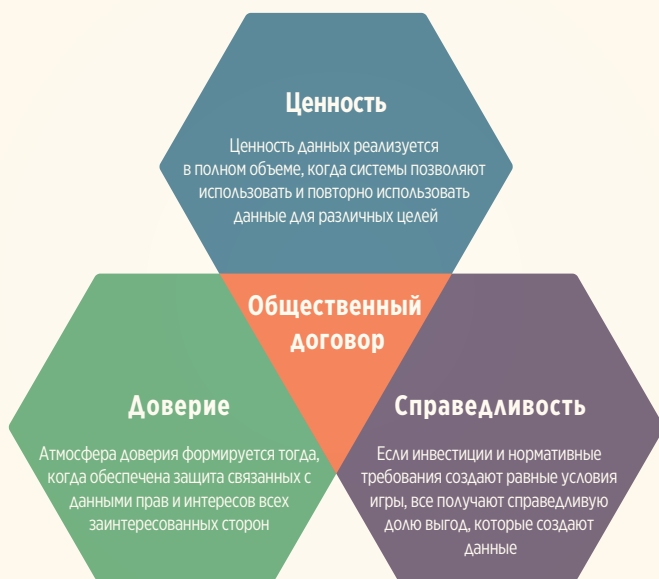 Ценность
Ценность данных реализуется
в полном объеме, когда системы позволяют
использовать и повторно использовать
данные для различных целей
Общественный
договор
Доверие
Атмосфера доверия формируется тогда,
когда обеспечена защита связанных с
данными прав и интересов всех
заинтересованных сторон
Справедливость
Если инвестиции и нормативные
требования создают равные условия
игры, все получают справедливую
долю выгод, которые создают
данные